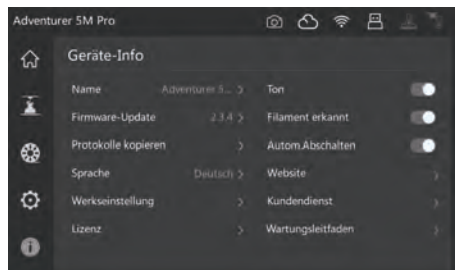 Adventurer 5M Pro
Geräte-Info
Name Adventurer 5... >
Firmware-Update 2.3.4 >
Protokolle kopieren >
Sprache Deutsch >
Werkseinstellung >
Lizenz >
Ton
Filament erkannt
Autom.Abschalten
Website >
Kundendienst >
Wartungsleitfaden >